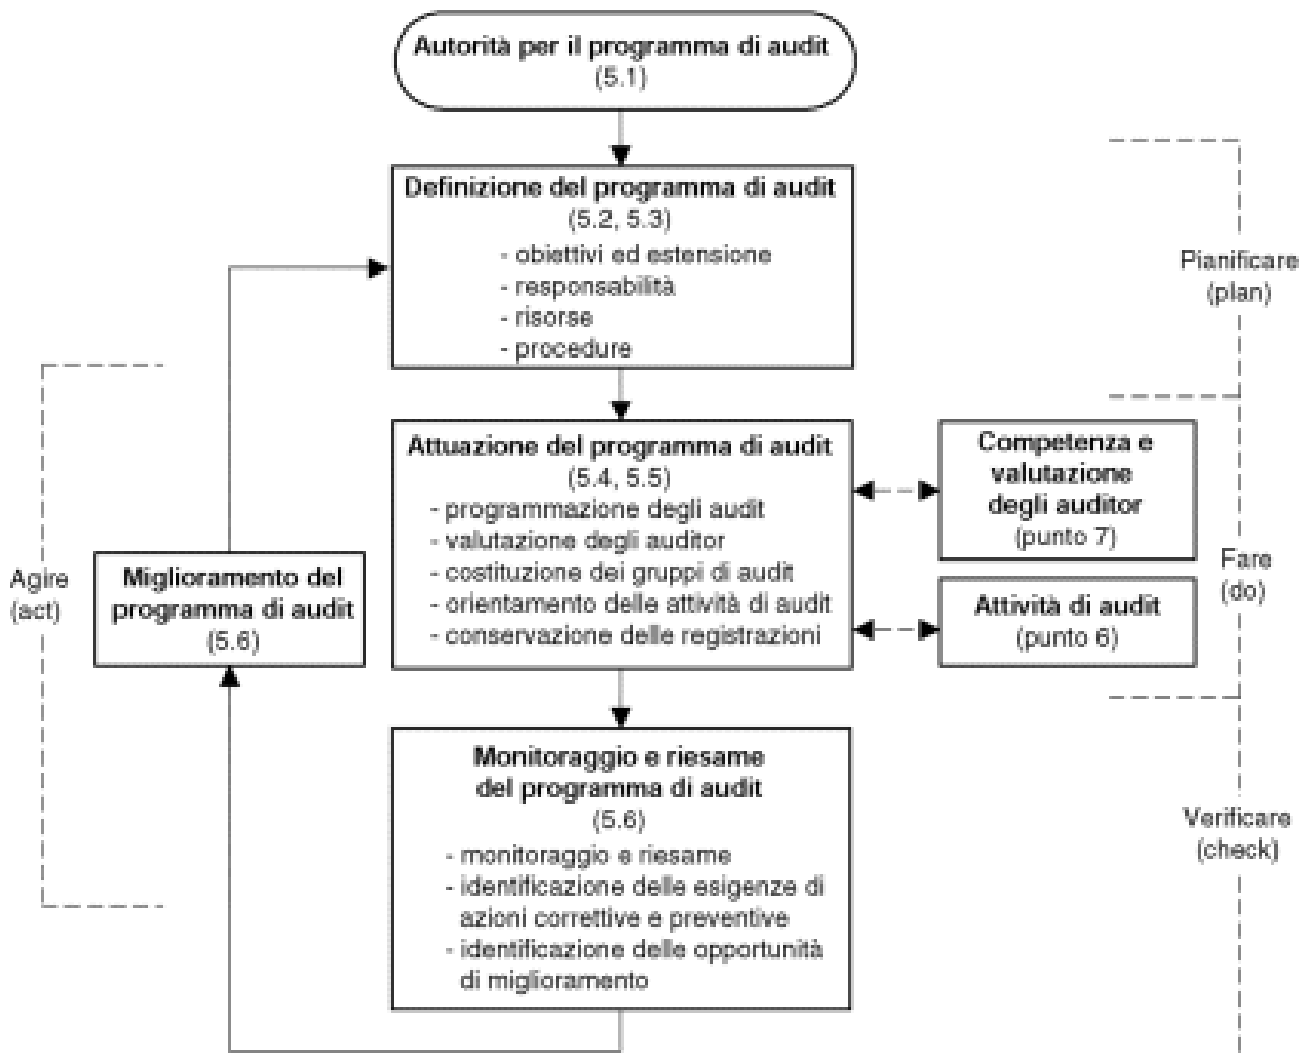 Autorità per il programma di audit
(5.1)
Definizione del programma di audit
(5.2, 5.3)
- obiettivi ed estensione
- responsabilità
- risorse
- procedure
Pianificare
(plan)
Attuazione del programma di audit
(5.4, 5.5)
- programmazione degli audit
- valutazione degli auditor
- costituzione dei gruppi di audit
- orientamento delle attività di audit
- conservazione delle registrazioni
Competenza e
valutazione
degli auditor
(punto 7)
Attività di audit
(punto 6)
Fare
(do)
Agire
(act)
Miglioramento del
programma di audit
(5.6)
Monitoraggio e riesame
del programma di audit
(5.6)
- monitoraggio e riesame
- identificazione delle esigenze di
azioni correttive e preventive
- identificazione delle opportunità
di miglioramento
Verificare
(check)